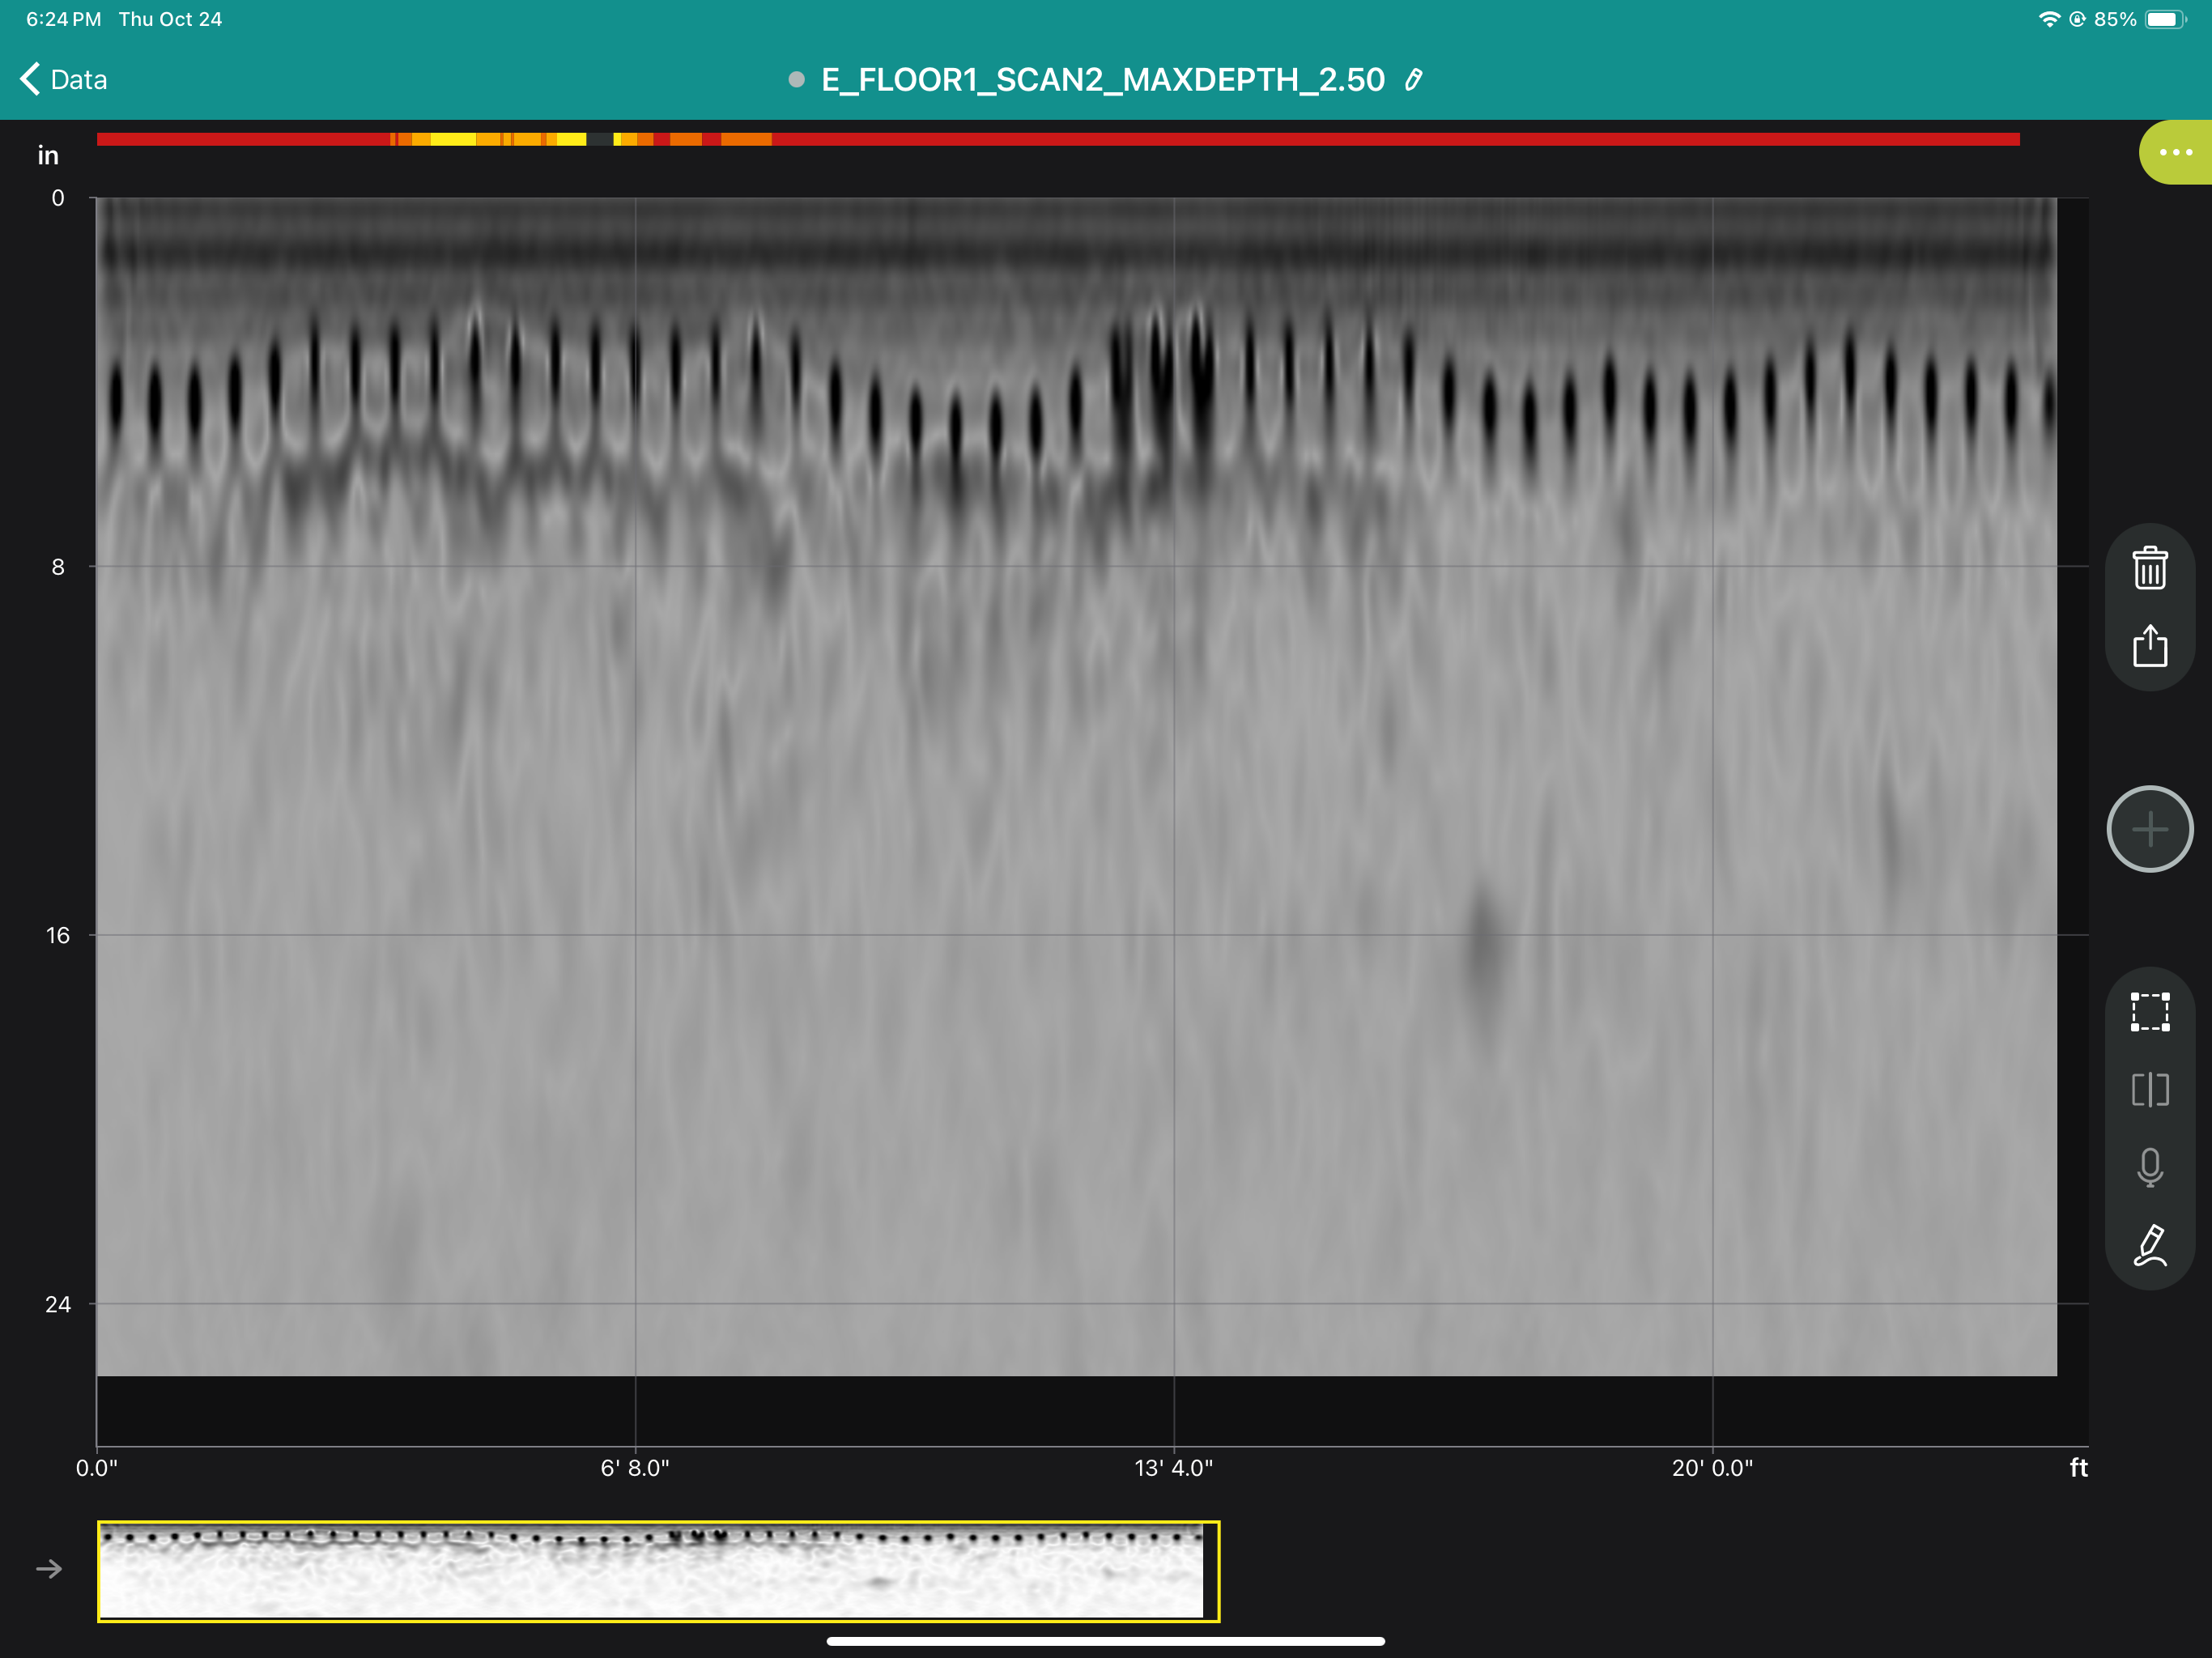 6:24 PM Thu Oct 24
85%
Data
E_FLOOR1_SCAN2_MAXDEPTH_2.50
in
0
8
16
24
0.0" 6' 8.0" 13' 4.0" 20' 0.0" ft